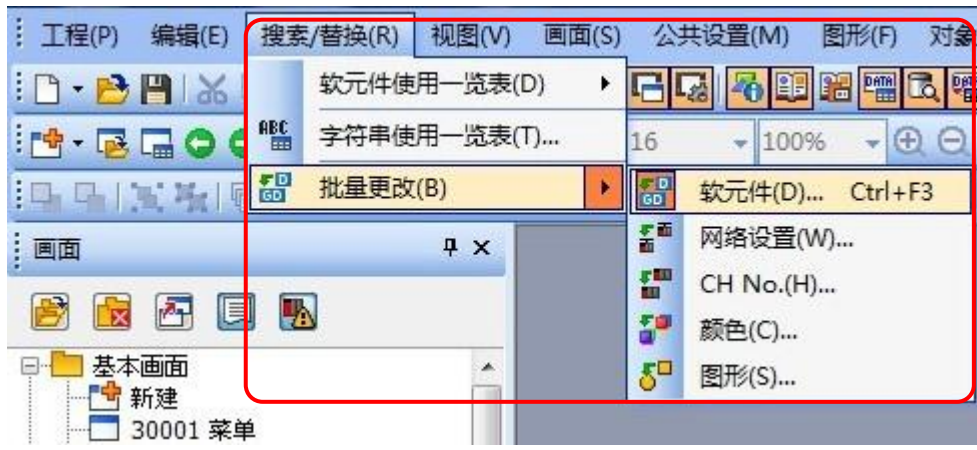 工程(P) 编辑(E) 搜索/替换(R) 视图(V) 画面(S) 公共设置(M) 图形(F) 对象
软元件使用一览表(D)
DATA
ABC 字符串使用一览表(T)...
16 100%
D GD 批量更改(B)
D GD 软元件(D)... Ctrl+F3
画面
网络设置(W)...
CH No.(H)...
颜色(C)...
图形(S)...
基本画面
新建
30001 菜单